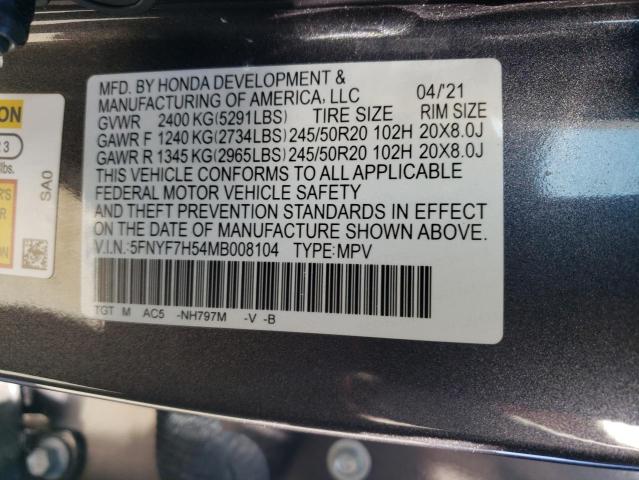 MFD. BY HONDA DEVELOPMENT &
MANUFACTURING OF AMERICA, LLC 04/'21
GVWR 2400 KG(5291LBS) TIRE SIZE RIM SIZE
GAWR F 1240 KG(2734LBS) 245/50R20 102H 20X8.0J
GAWR R 1345 KG(2965LBS) 245/50R20 102H 20X8.0J
THIS VEHICLE CONFORMS TO ALL APPLICABLE
FEDERAL MOTOR VEHICLE SAFETY
AND THEFT PREVENTION STANDARDS IN EFFECT
ON THE DATE OF MANUFACTURE SHOWN ABOVE.
V.I.N.:5FNYF7H54MB008104 TYPE:MPV
TGT M AC5 -NH797M -V -B
SA0
lbs.